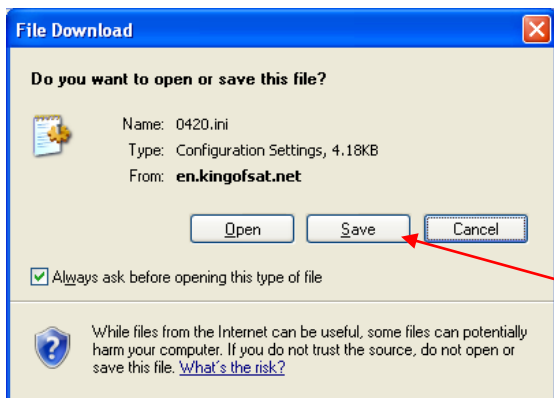 File Download
Do you want to open or save this file?
Name: 0420.ini
Type: Configuration Settings, 4.18KB
From: en.kingofsat.net
Open Save Cancel
Always ask before opening this type of file
While files from the Internet can be useful, some files can potentially
harm your computer. If you do not trust the source, do not open or
save this file. What's the risk?